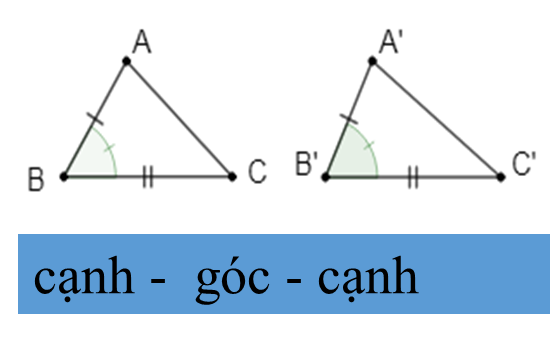 A A'
B C B' C'
cạnh - góc - cạnh